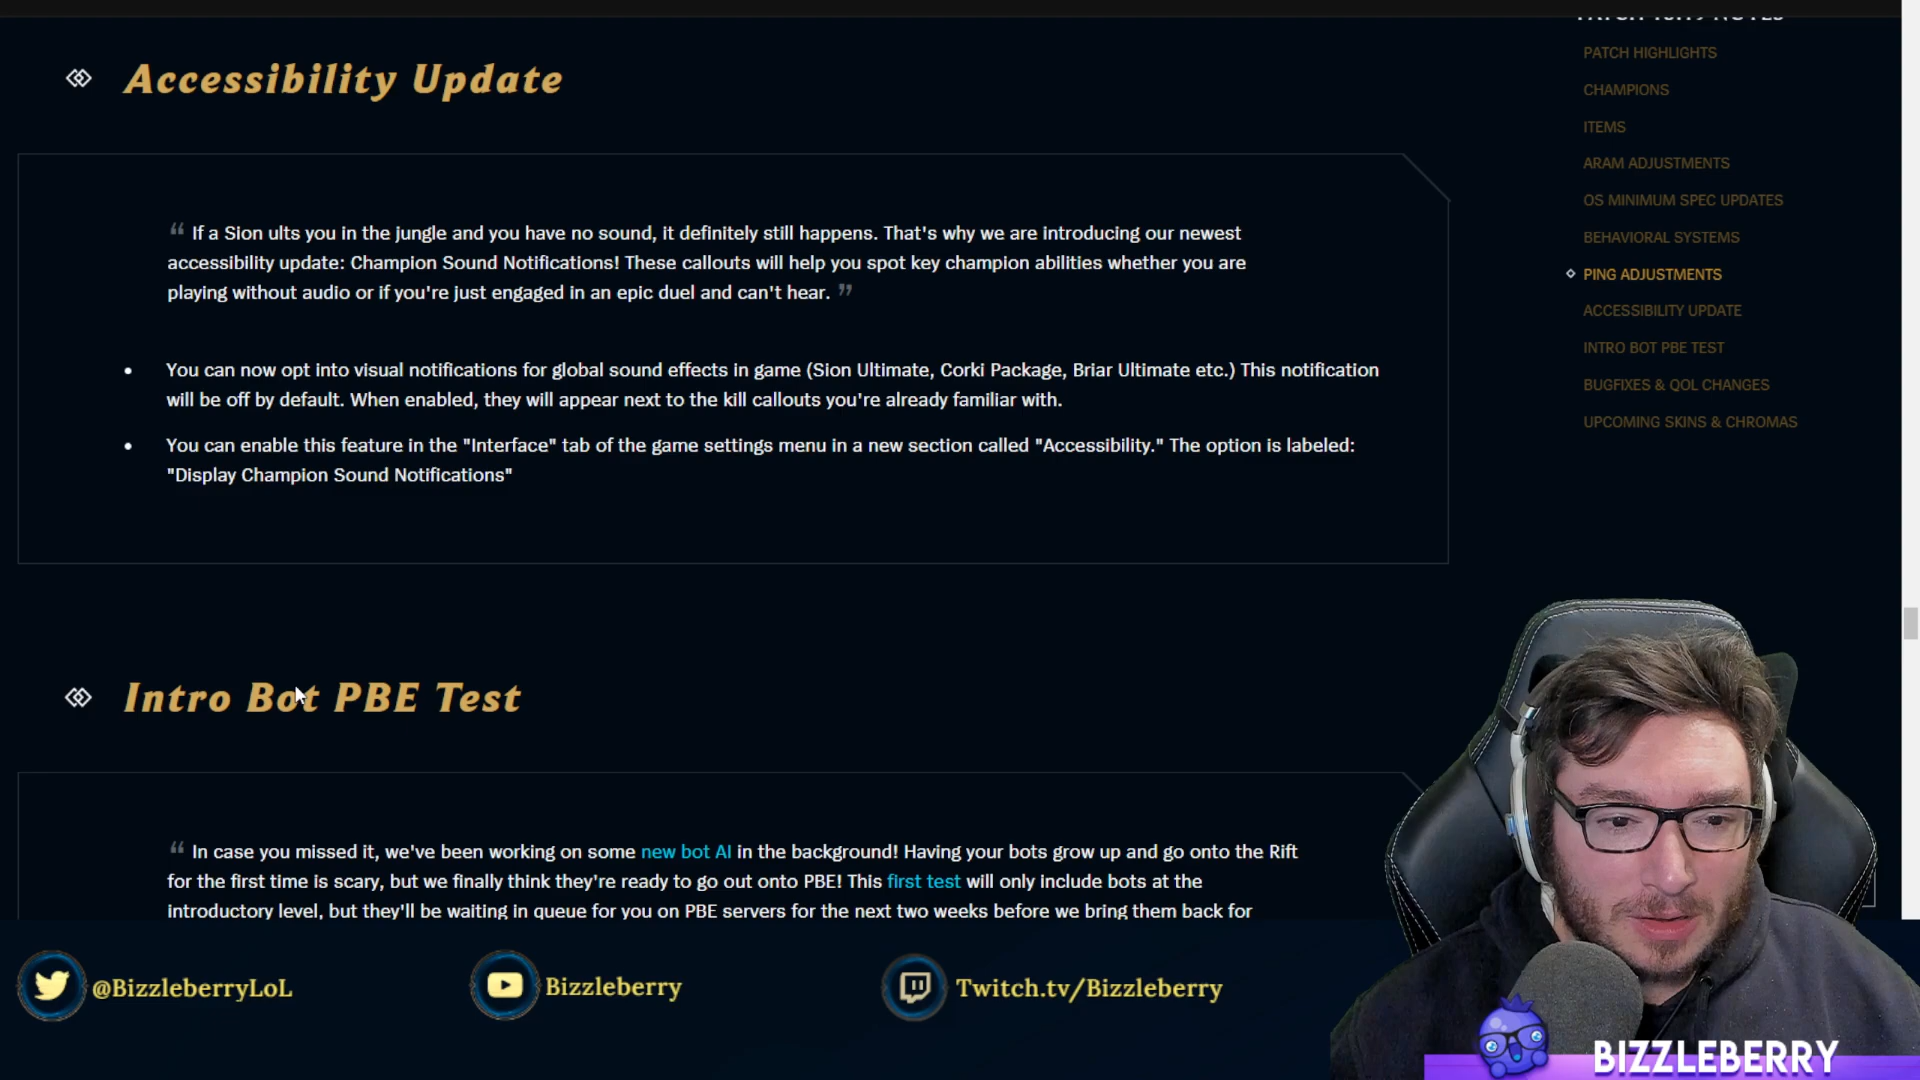 Accessibility Update
“ If a Sion ults you in the jungle and you have no sound, it definitely still happens. That's why we are introducing our newest
accessibility update: Champion Sound Notifications! These callouts will help you spot key champion abilities whether you are
playing without audio or if you're just engaged in an epic duel and can't hear. ”
• You can now opt into visual notifications for global sound effects in game (Sion Ultimate, Corki Package, Briar Ultimate etc.) This notification
will be off by default. When enabled, they will appear next to the kill callouts you're already familiar with.
• You can enable this feature in the "Interface" tab of the game settings menu in a new section called "Accessibility." The option is labeled:
"Display Champion Sound Notifications"
Intro Bot PBE Test
“ In case you missed it, we've been working on some new bot AI in the background! Having your bots grow up and go onto the Rift
for the first time is scary, but we finally think they're ready to go out onto PBE! This first test will only include bots at the
introductory level, but they'll be waiting in queue for you on PBE servers for the next two weeks before we bring them back for
PATCH HIGHLIGHTS
CHAMPIONS
ITEMS
ARAM ADJUSTMENTS
OS MINIMUM SPEC UPDATES
BEHAVIORAL SYSTEMS
PING ADJUSTMENTS
ACCESSIBILITY UPDATE
INTRO BOT PBE TEST
BUGFIXES & QOL CHANGES
UPCOMING SKINS & CHROMAS
@BizzleberryLoL
Bizzleberry
Twitch.tv/Bizzleberry
BIZZLEBERRY